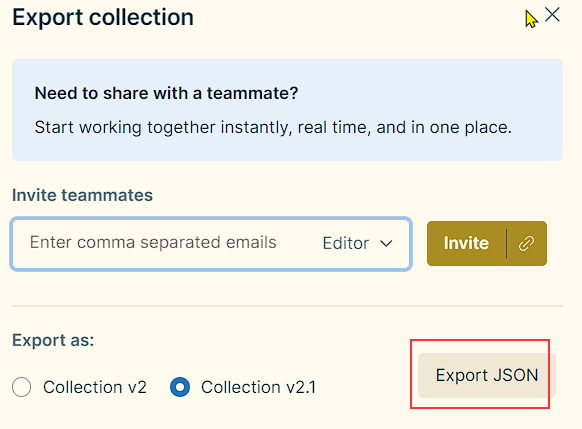 Export collection
Need to share with a teammate?
Start working together instantly, real time, and in one place.
Invite teammates
Enter comma separated emails Editor Invite
Export as:
Collection v2 Collection v2.1 Export JSON